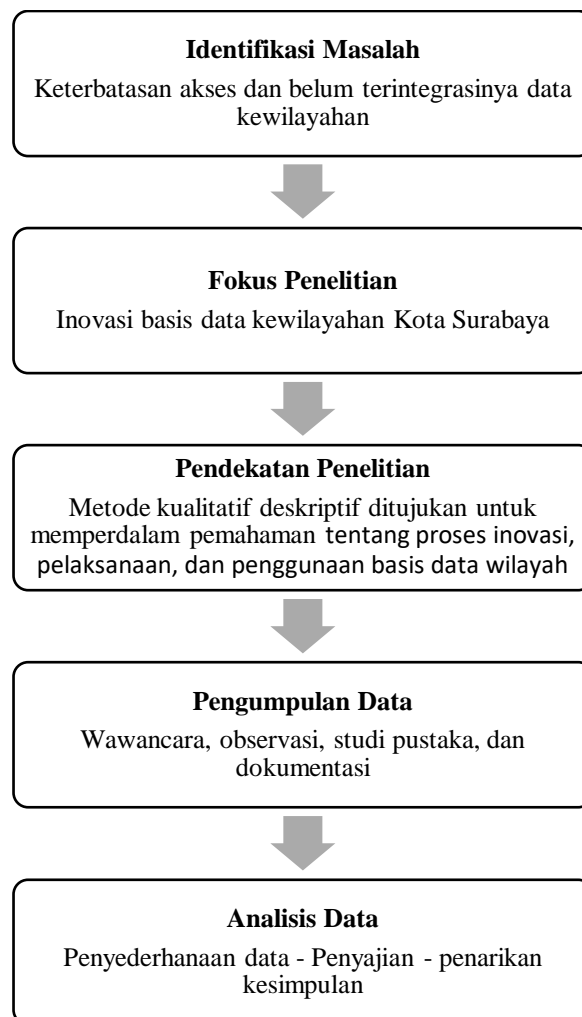 Identifikasi Masalah
Keterbatasan akses dan belum terintegrasinya data
kewilayahan
Fokus Penelitian
Inovasi basis data kewilayahan Kota Surabaya
Pendekatan Penelitian
Metode kualitatif deskriptif ditujukan untuk
memperdalam pemahaman tentang proses inovasi,
pelaksanaan, dan penggunaan basis data wilayah
Pengumpulan Data
Wawancara, observasi, studi pustaka, dan
dokumentasi
Analisis Data
Penyederhanaan data - Penyajian - penarikan
kesimpulan